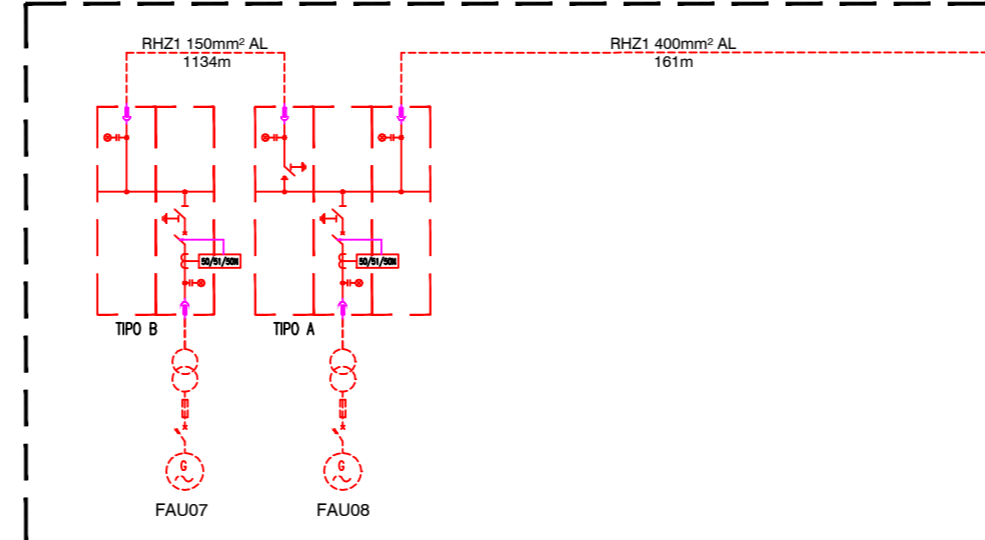 RHZ1 150mm² AL
1134m
RHZ1 400mm² AL
161m
50/51/50N
50/51/50N
TIPO B
TIPO A
G
G
FAU07
FAU08